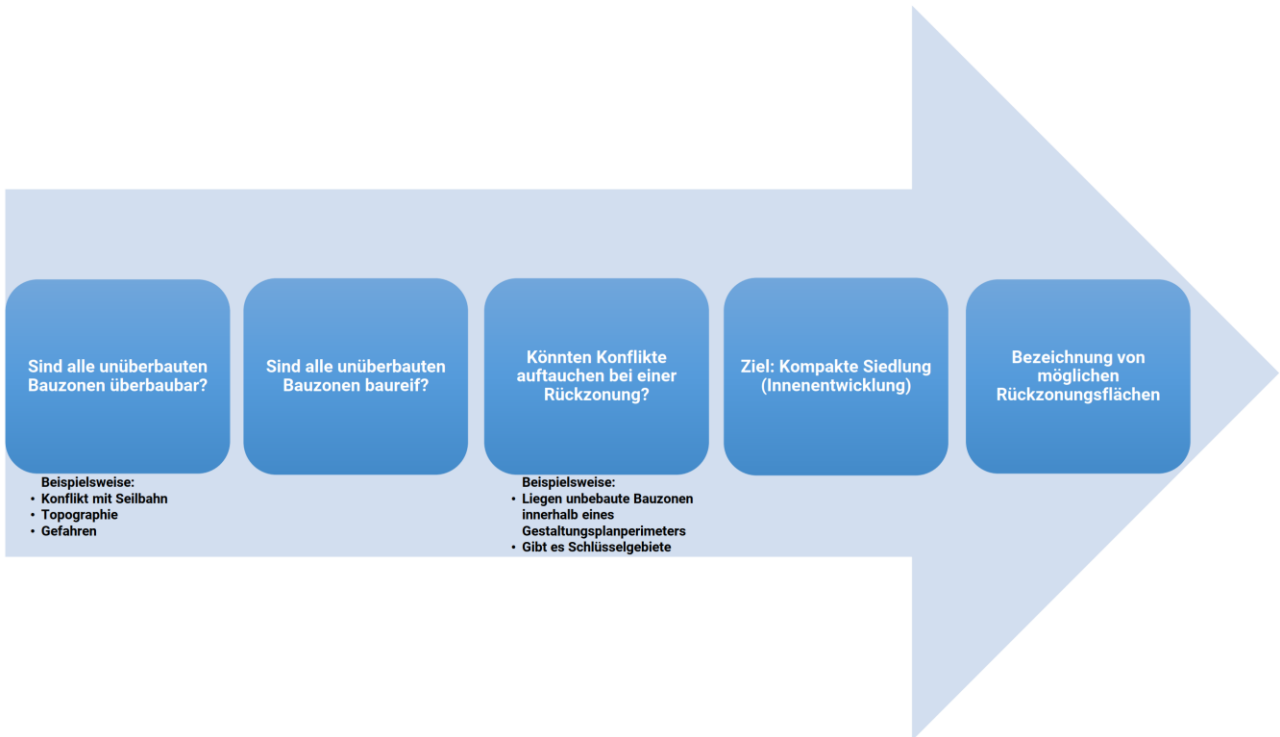 Sind alle unüberbauten
Bauzonen überbaubar?
Beispielsweise:
• Konflikt mit Seilbahn
• Topographie
• Gefahren
Sind alle unüberbauten
Bauzonen baureif?
Könnten Konflikte
auftauchen bei einer
Rückzonung?
Beispielsweise:
• Liegen unbebaute Bauzonen
innerhalb eines
Gestaltungsplanperimeters
• Gibt es Schlüsselgebiete
Ziel: Kompakte Siedlung
(Innenentwicklung)
Bezeichnung von
möglichen
Rückzonungsflächen